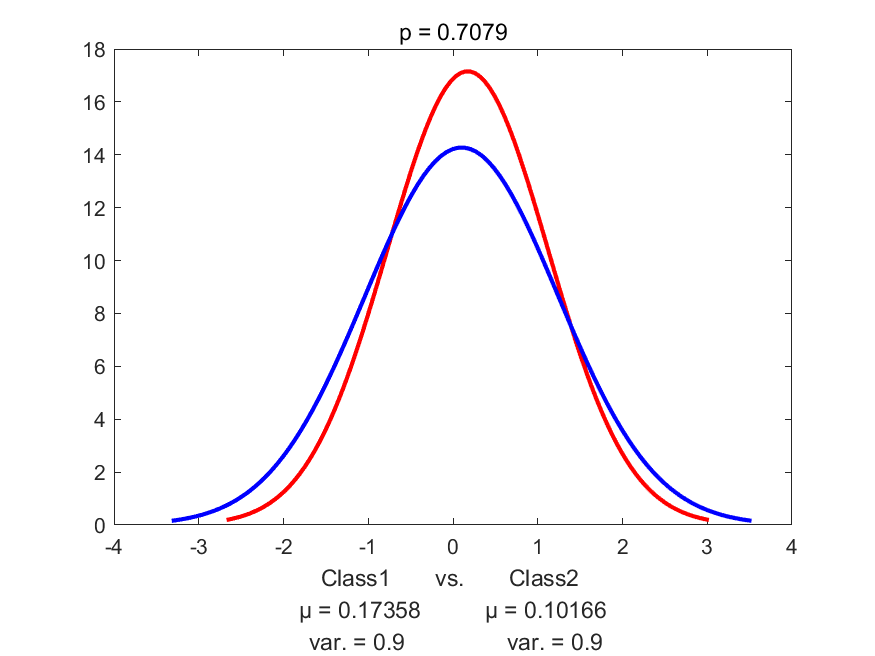 p = 0.7079
18
16
14
12
10
8
6
4
2
0
-4 -3 -2 -1 0 1 2 3 4
Class1 vs. Class2
μ = 0.17358 μ = 0.10166
var. = 0.9 var. = 0.9